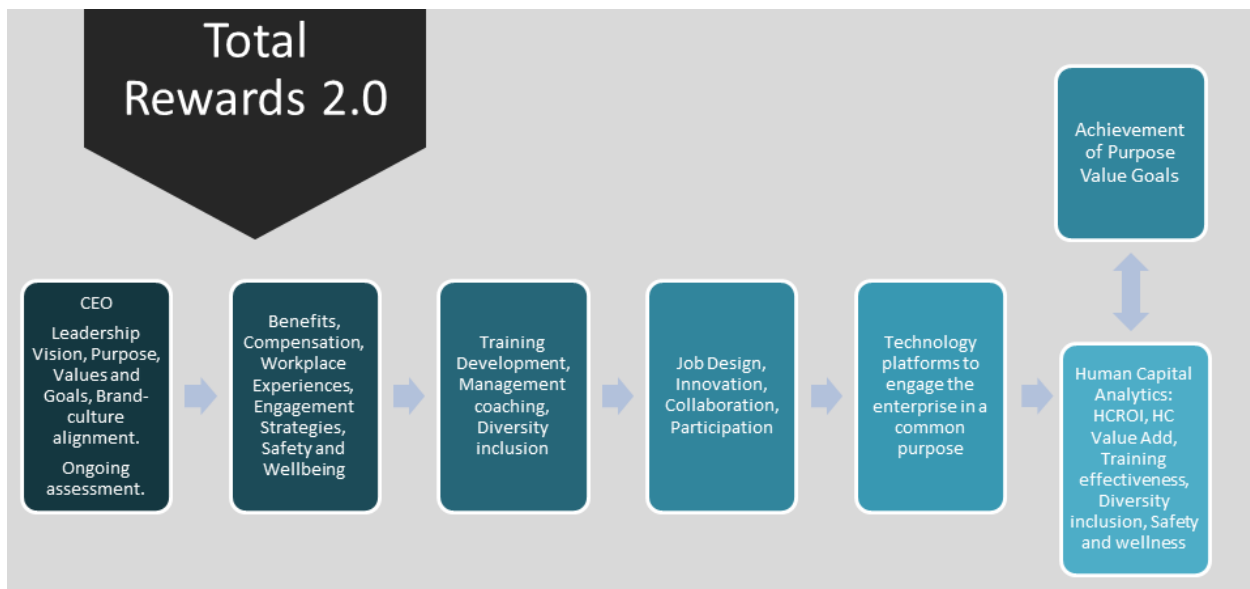 Total
Rewards 2.0
Achievement
of Purpose
Value Goals
CEO
Leadership
Vision, Purpose,
Values and
Goals, Brand-
culture
alignment.
Ongoing
assessment.
Benefits,
Compensation,
Workplace
Experiences,
Engagement
Strategies,
Safety and
Wellbeing
Training
Development,
Management
coaching,
Diversity
inclusion
Job Design,
Innovation,
Collaboration,
Participation
Technology
platforms to
engage the
enterprise in a
common
purpose
Human Capital
Analytics:
HCROI, HC
Value Add,
Training
effectiveness,
Diversity
inclusion, Safety
and wellness